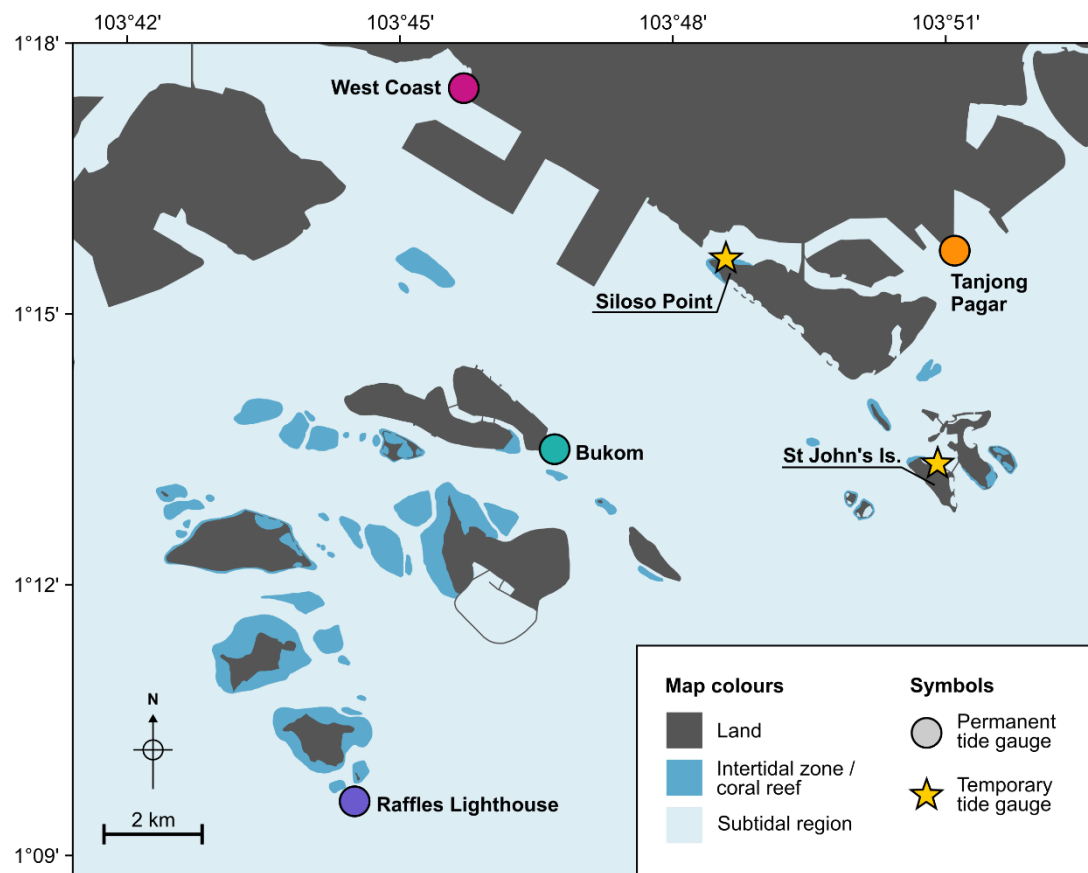 103°42'
103°45'
103°48'
103°51'
1°18'
1°15'
1°12'
1°09'
West Coast
Siloso Point
Tanjong
Pagar
Bukom
St John's Is.
Raffles Lighthouse
N
2 km
Map colours
Land
Intertidal zone /
coral reef
Subtidal region
Symbols
Permanent
tide gauge
Temporary
tide gauge